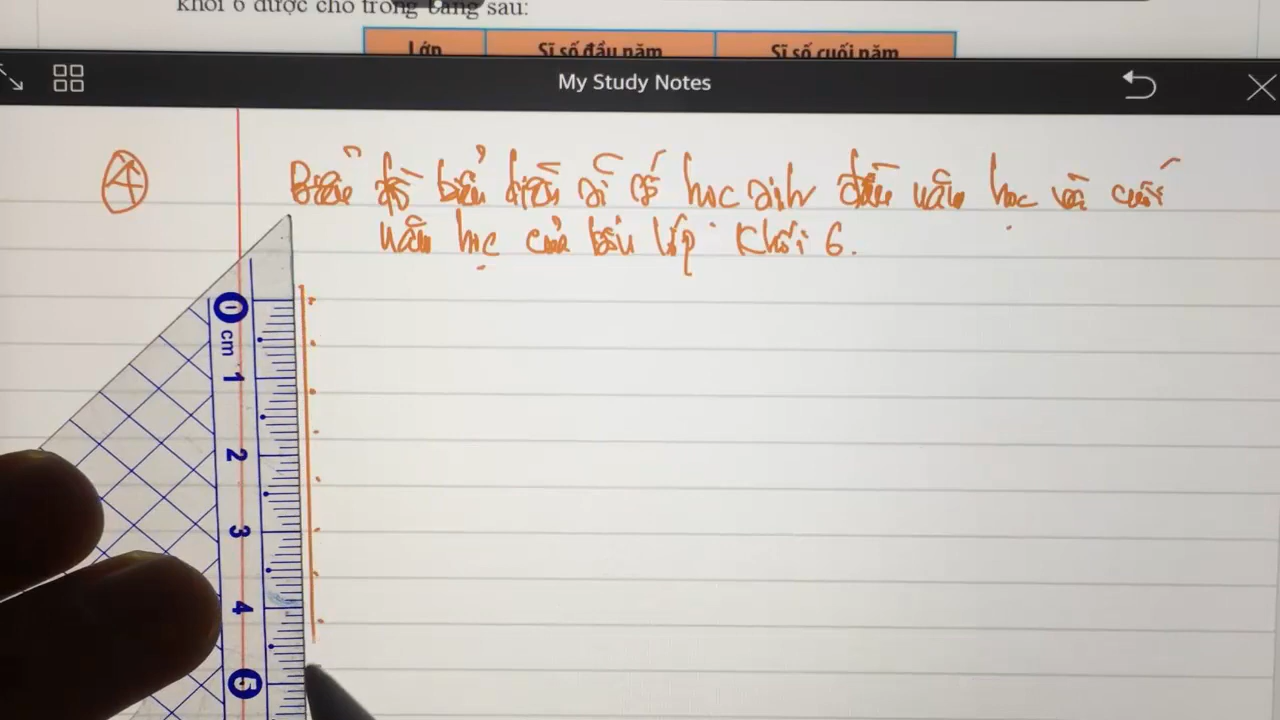 khối 6 được cho trong bảng sau:
Lớp Sĩ số đầu năm Sĩ số cuối năm
My Study Notes
4 Biểu đồ biểu diễn sĩ số học sinh đầu năm học và cuối
năm học của bốn lớp khối 6.
0
cm
1
2
3
4
5